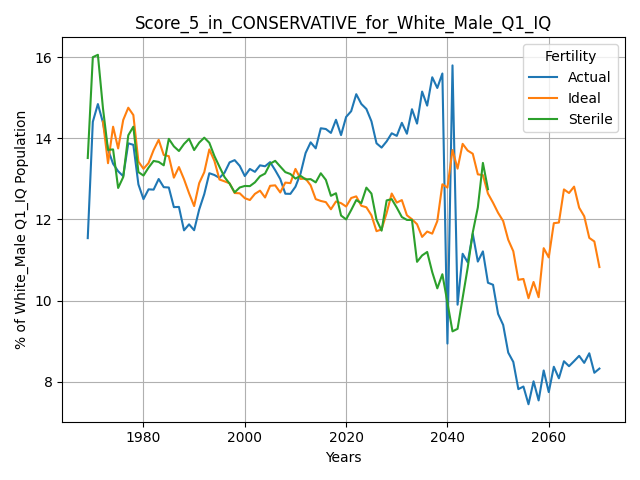 Score_5_in_CONSERVATIVE_for_White_Male_Q1_IQ
% of White_Male Q1_IQ Population
16
14
12
10
8
Fertility
Actual
Ideal
Sterile
1980
2000
2020
2040
2060
Years